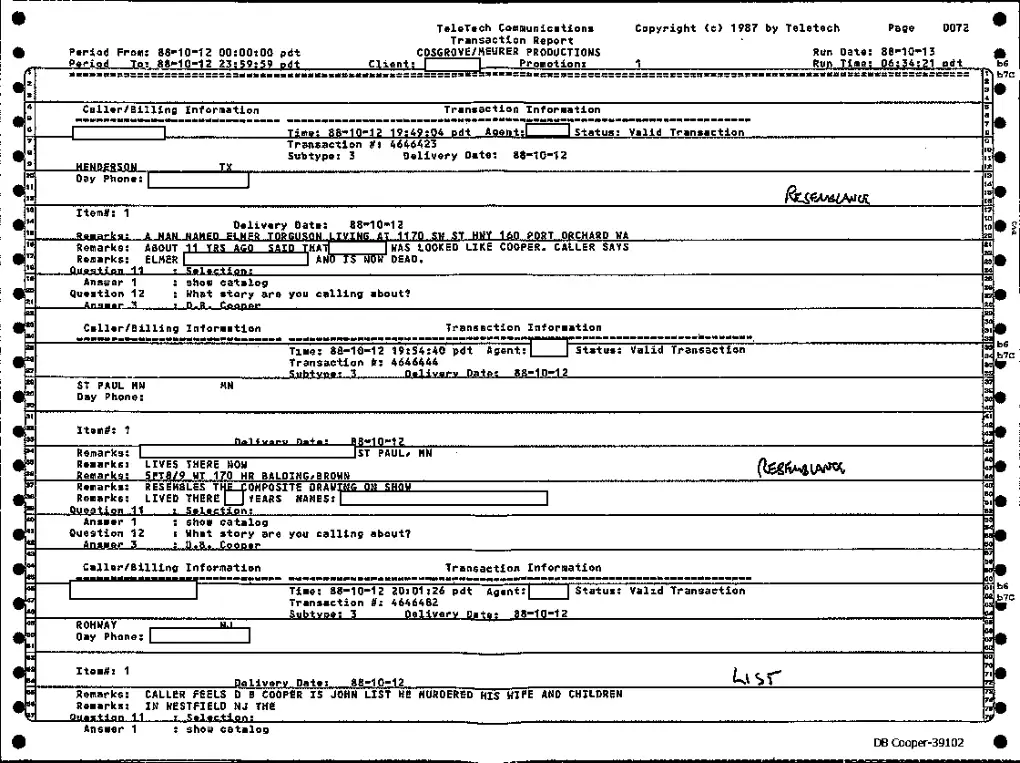 TeleTech Communications Copyright (c) 1987 by Teletech Page 0072
Transaction Report
Period From: 88-10-12 00:00:00 pdt COSGROVE/MEURER PRODUCTIONS Run Date: 88-10-13
Period To: 88-10-12 23:59:59 pdt Client: Promotion: 1 Run Time: 06:34:21 pdt
b6
b7C
Caller/Billing Information Transaction Information
Time: 88-10-12 19:49:04 pdt Agent: Status: Valid Transaction
Transaction #: 4646423
Subtype: 3 Delivery Date: 88-10-12
HENDERSON TX
Day Phone:
RESEMBLANCE
Item#: 1
Delivery Date: 88-10-12
Remarks: A MAN NAMED ELMER TORGUSON LIVING AT 1170 SW ST HWY 160 PORT ORCHARD WA
Remarks: ABOUT 11 YRS AGO SAID THAT WAS LOOKED LIKE COOPER. CALLER SAYS
Remarks: ELMER AND IS NOW DEAD.
Question 11 : Selection:
Answer 1 : show catalog
Question 12 : What story are you calling about?
Answer 3 : D.B. Cooper
Caller/Billing Information Transaction Information
Time: 88-10-12 19:54:40 pdt Agent: Status: Valid Transaction
b6
b7C
Transaction #: 4646444
Subtype: 3 Delivery Date: 88-10-12
ST PAUL MN MN
Day Phone:
Item#: 1
Delivery Date: 88-10-12
Remarks: ST PAUL, MN
Remarks: LIVES THERE NOW
RESEMBLANCE
Remarks: 5FT8/9 WT 170 HR BALDING,BROWN
Remarks: RESEMBLES THE COMPOSITE DRAWING ON SHOW
Remarks: LIVED THERE YEARS NAMES:
Question 11 : Selection:
Answer 1 : show catalog
Question 12 : What story are you calling about?
Answer 3 : D.B. Cooper
Caller/Billing Information Transaction Information
Time: 88-10-12 20:01:26 pdt Agent: Status: Valid Transaction
b6
b7C
Transaction #: 4646482
Subtype: 3 Delivery Date: 88-10-12
ROHWAY NJ
Day Phone:
Item#: 1
LIST
Delivery Date: 88-10-12
Remarks: CALLER FEELS D B COOPER IS JOHN LIST HE MURDERED HIS WIFE AND CHILDREN
Remarks: IN WESTFIELD NJ THE
Question 11 : Selection:
Answer 1 : show catalog
DB Cooper-39102